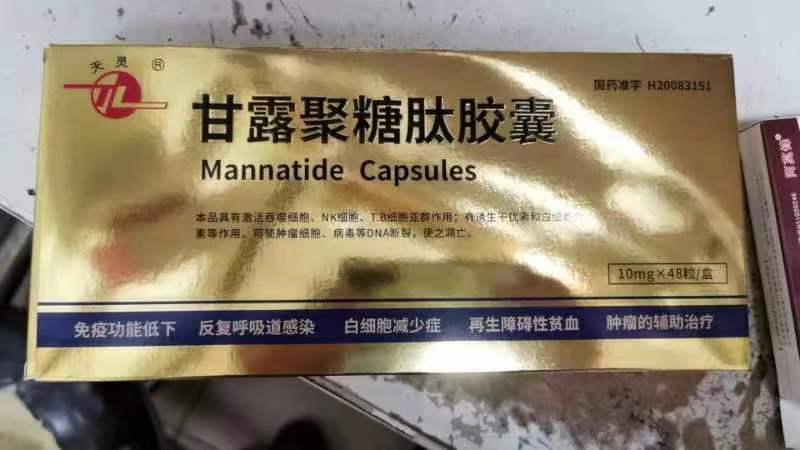 天灵 ®
国药准字 H20083151
甘露聚糖肽胶囊
Mannatide Capsules
本品具有激活吞噬细胞、NK细胞、T.B细胞亚群作用；有诱生干扰素和白细胞介
素等作用。可使肿瘤细胞、病毒等DNA断裂，使之凋亡。
10mg×48粒/盒
免疫功能低下 反复呼吸道感染 白细胞减少症 再生障碍性贫血 肿瘤的辅助治疗